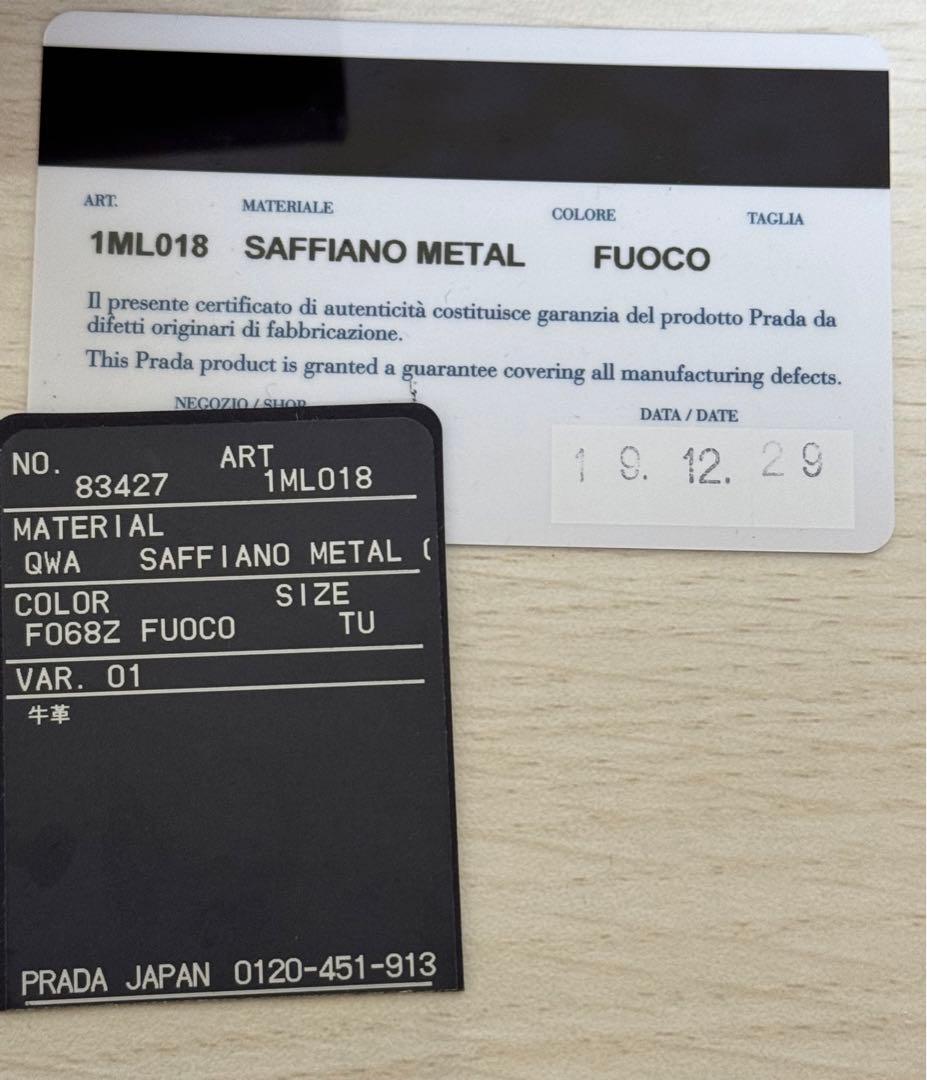 ART. MATERIALE COLORE TAGLIA
1ML018 SAFFIANO METAL FUOCO
Il presente certificato di autenticità costituisce garanzia del prodotto Prada da
difetti originari di fabbricazione.
This Prada product is granted a guarantee covering all manufacturing defects.
NEGOZIO / SHOP
DATA / DATE
19. 12. 29
NO. ART
83427 1ML018
MATERIAL
QWA SAFFIANO METAL (
COLOR SIZE
F068Z FUOCO TU
VAR. 01
牛革
PRADA JAPAN 0120-451-913